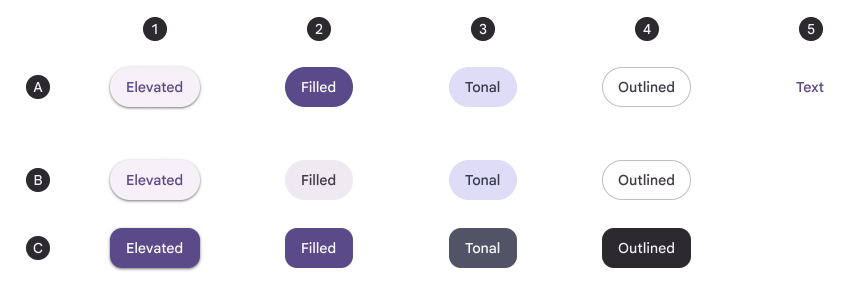 1 2 3 4 5
A Elevated Filled Tonal Outlined Text
B Elevated Filled Tonal Outlined
C Elevated Filled Tonal Outlined